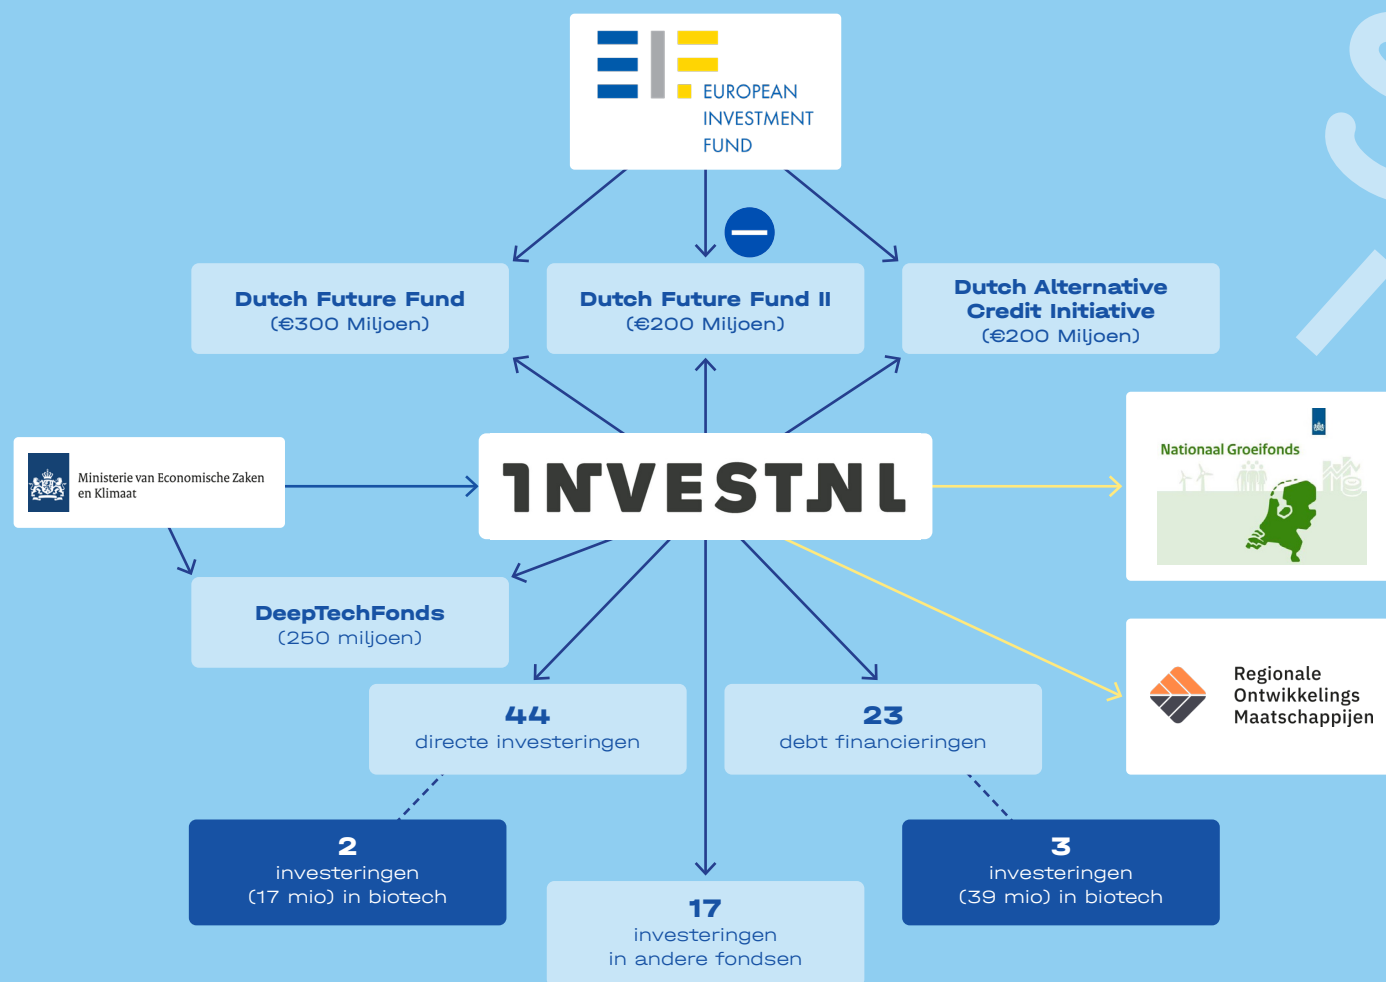 EUROPEAN
INVESTMENT
FUND
Dutch Future Fund
(€300 Miljoen)
Dutch Future Fund II
(€200 Miljoen)
Dutch Alternative
Credit Initiative
(€200 Miljoen)
Ministerie van Economische Zaken
en Klimaat
INVEST.NL
Nationaal Groeifonds
DeepTechFonds
(250 miljoen)
Regionale
Ontwikkelings
Maatschappijen
44
directe investeringen
23
debt financieringen
2
investeringen
(17 mio) in biotech
3
investeringen
(39 mio) in biotech
17
investeringen
in andere fondsen